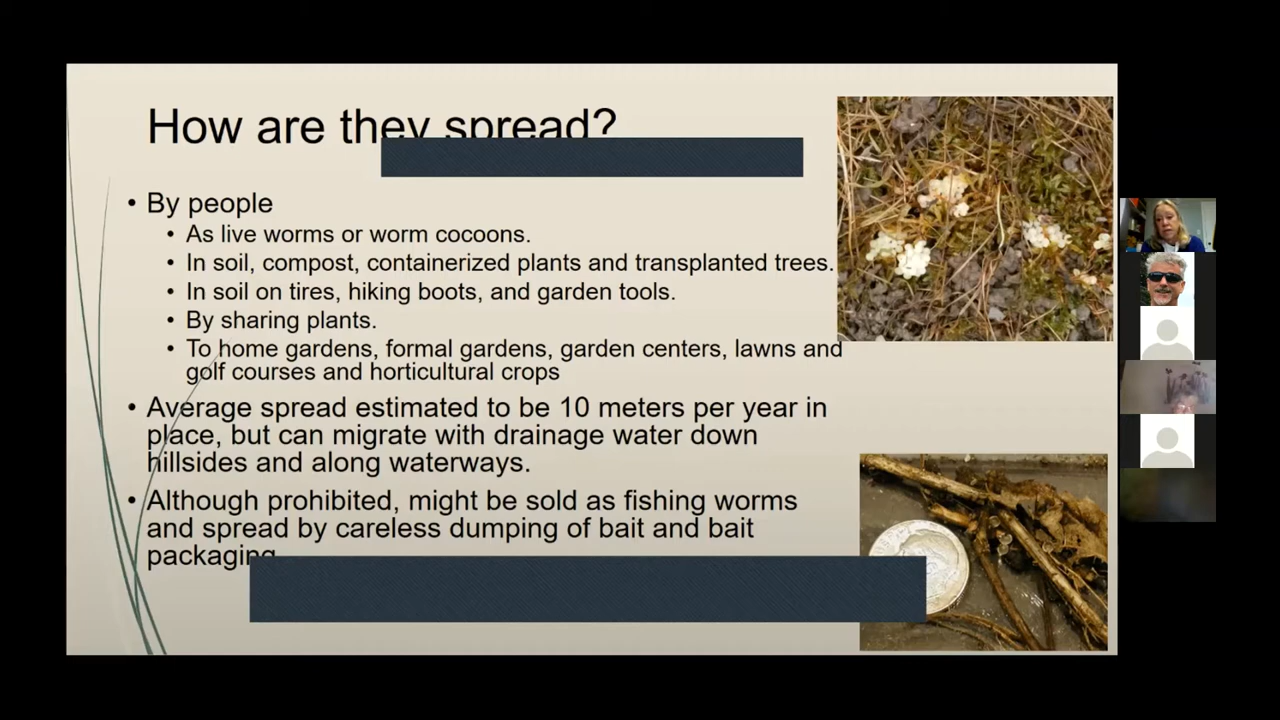 How are they spread?
• By people
• As live worms or worm cocoons.
• In soil, compost, containerized plants and transplanted trees.
• In soil on tires, hiking boots, and garden tools.
• By sharing plants.
• To home gardens, formal gardens, garden centers, lawns and
golf courses and horticultural crops
• Average spread estimated to be 10 meters per year in
place, but can migrate with drainage water down
hillsides and along waterways.
• Although prohibited, might be sold as fishing worms
and spread by careless dumping of bait and bait
packaging